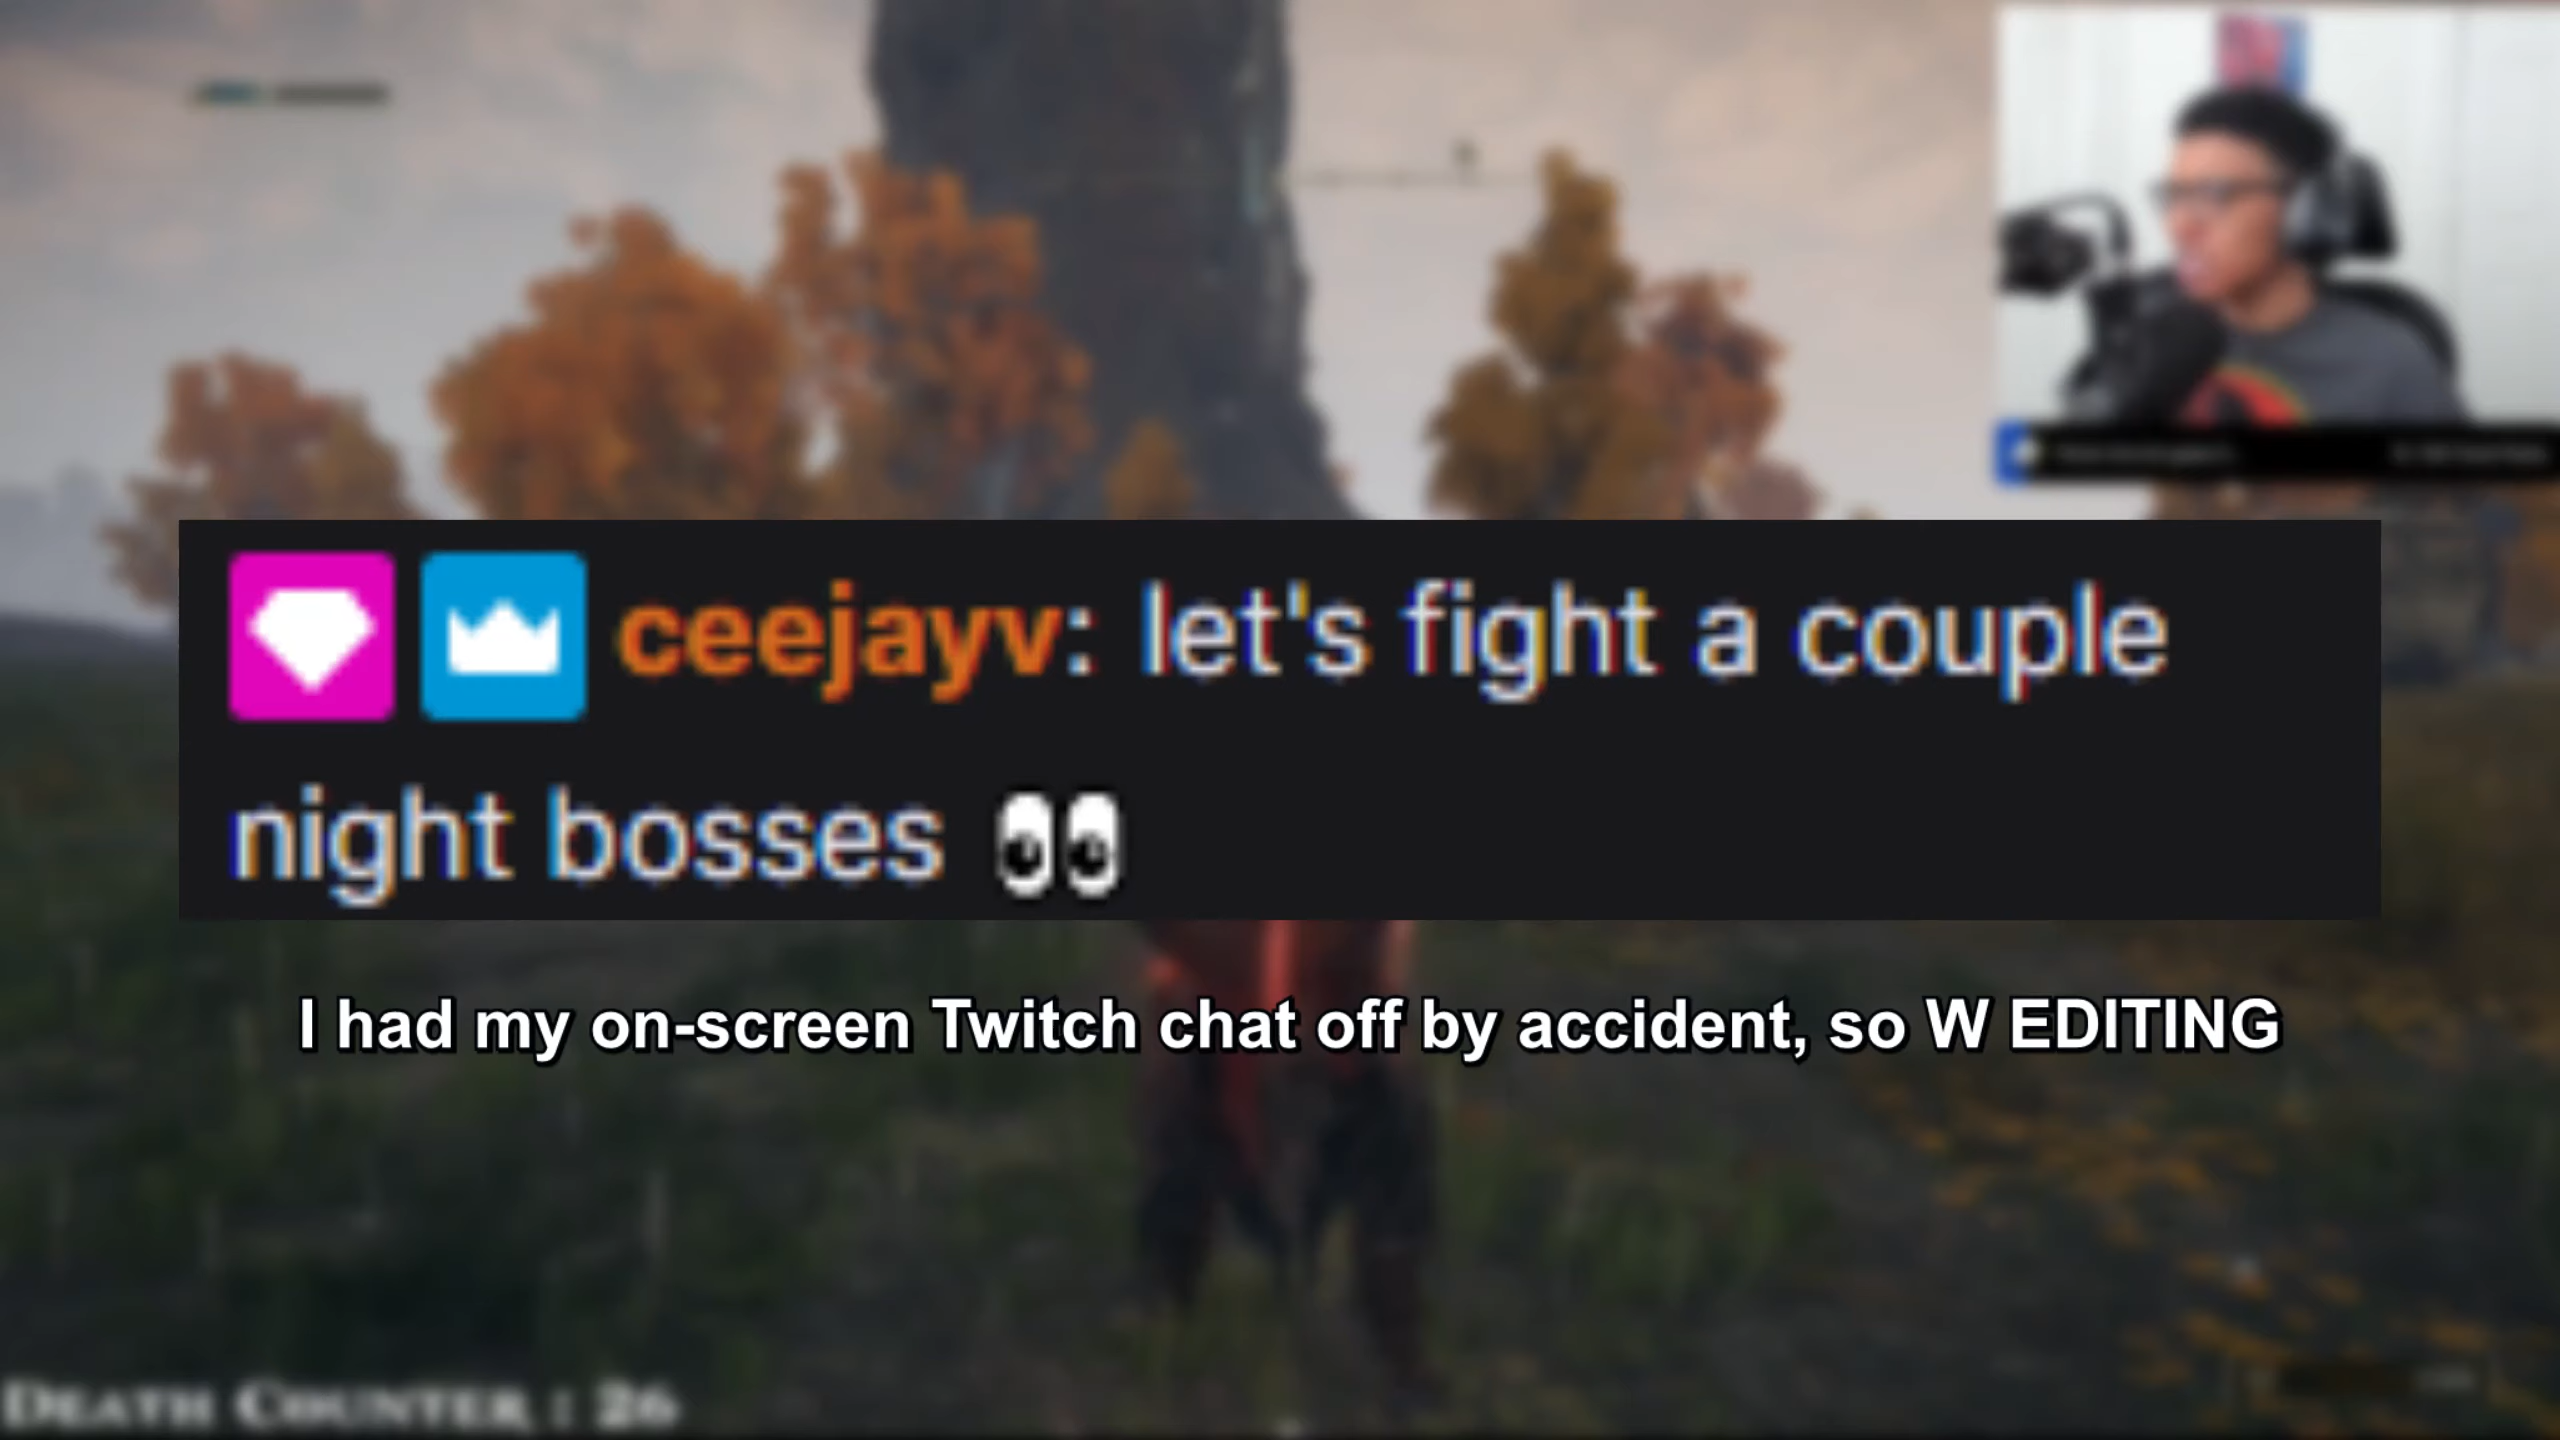 ceejayv: let's fight a couple
night bosses 👀
I had my on-screen Twitch chat off by accident, so W EDITING
DEATH COUNTER : 26